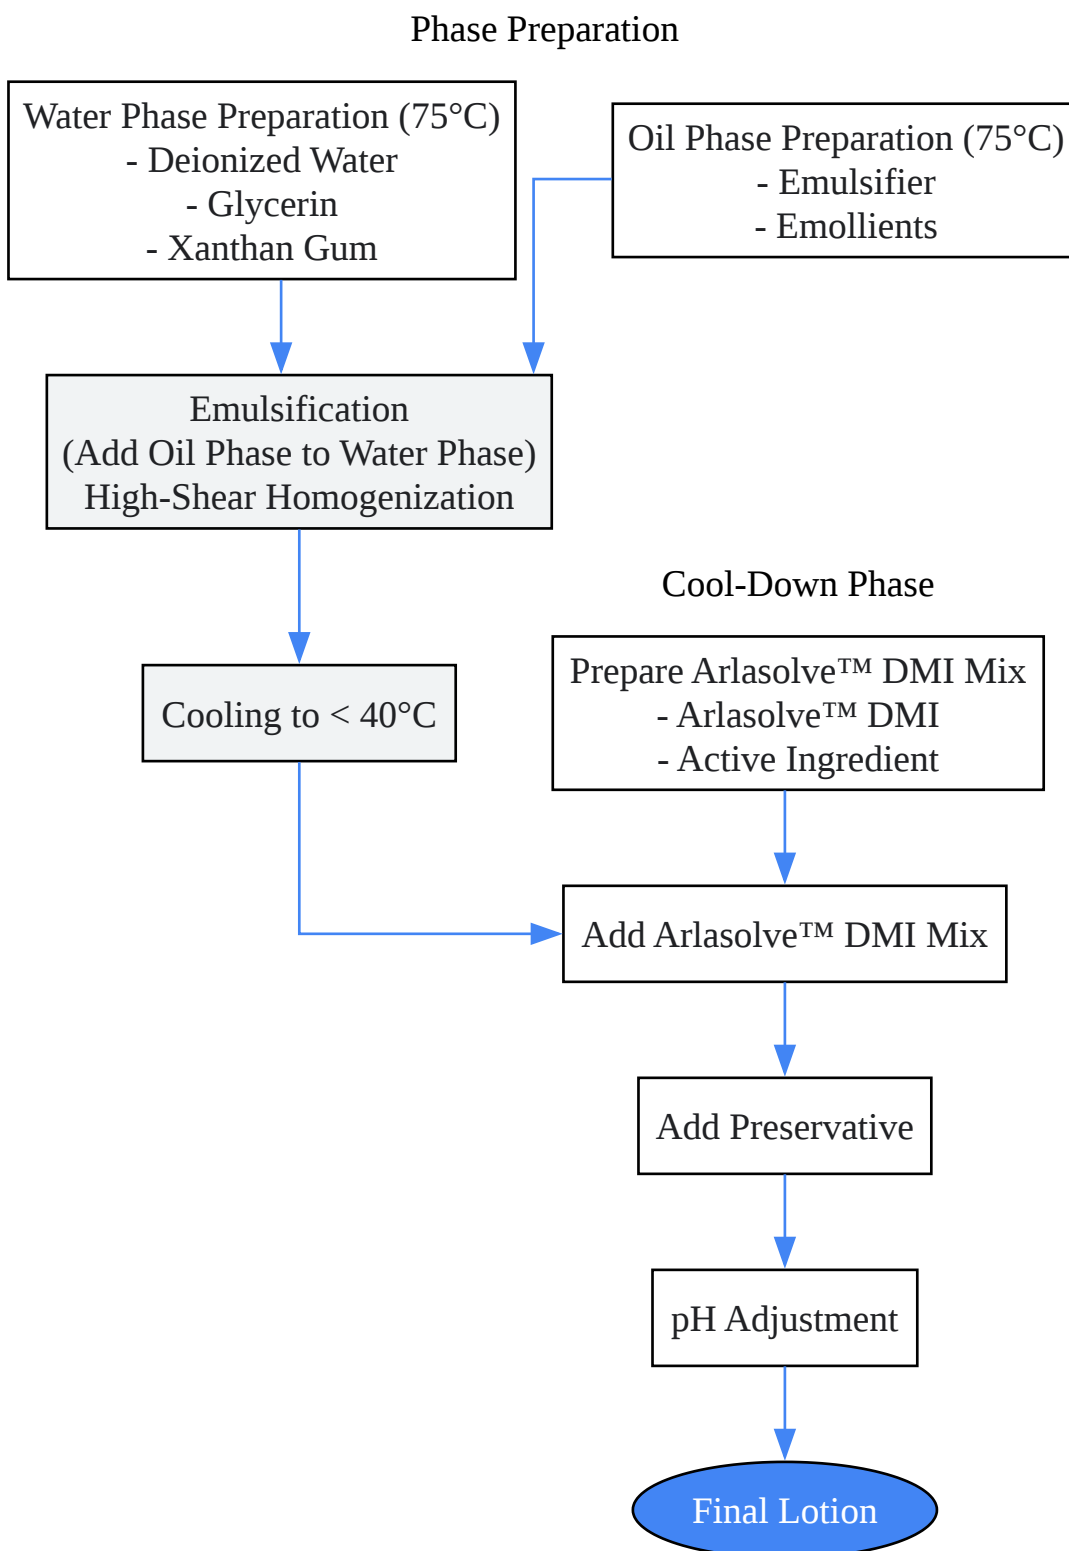 Phase Preparation
Water Phase Preparation (75°C)
- Deionized Water
- Glycerin
- Xanthan Gum
Oil Phase Preparation (75°C)
- Emulsifier
- Emollients
Emulsification
(Add Oil Phase to Water Phase)
High-Shear Homogenization
Cooling to < 40°C
Cool-Down Phase
Prepare Arlasolve™ DMI Mix
- Arlasolve™ DMI
- Active Ingredient
Add Arlasolve™ DMI Mix
Add Preservative
pH Adjustment
Final Lotion